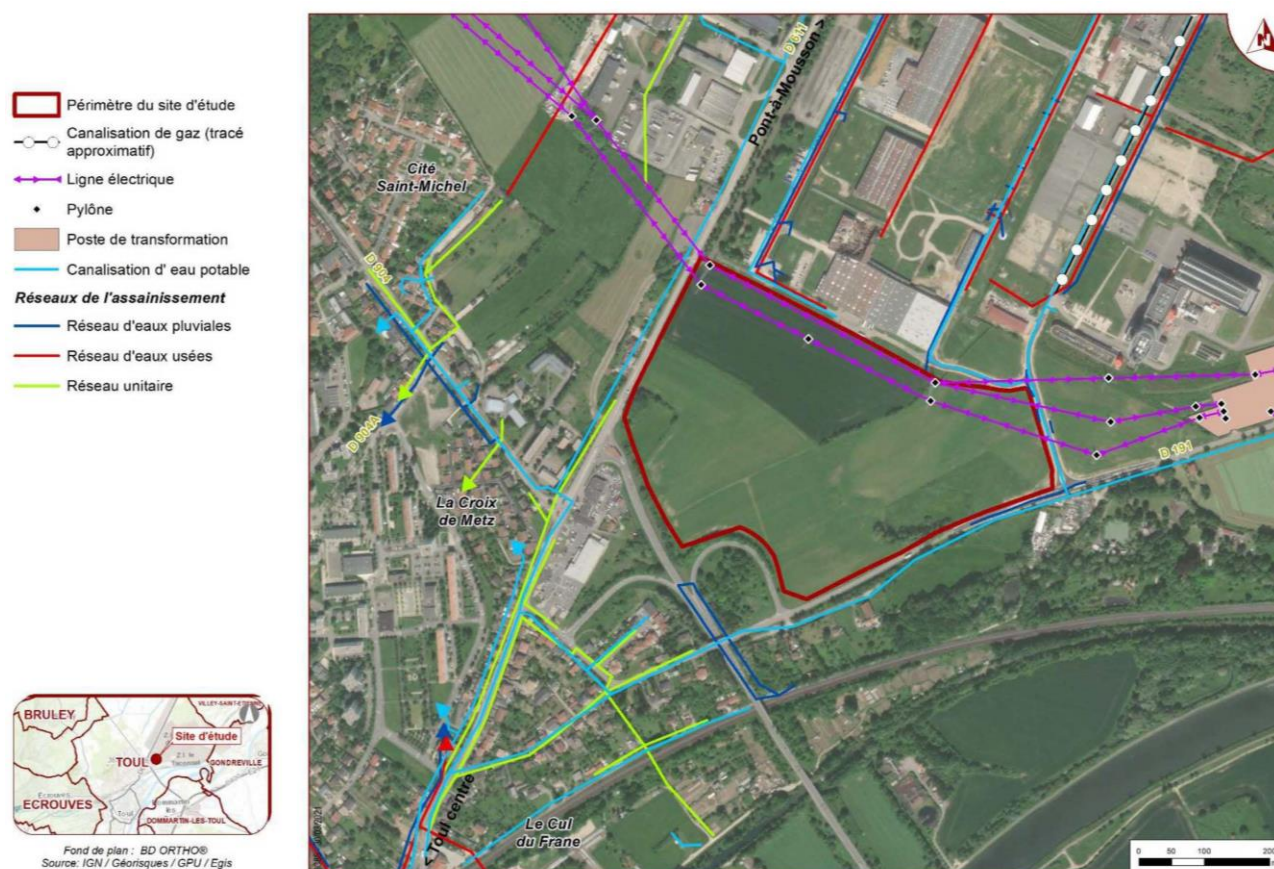 Périmètre du site d'étude
Canalisation de gaz (tracé
approximatif)
Ligne électrique
Pylône
Poste de transformation
Canalisation d' eau potable
Réseaux de l'assainissement
Réseau d'eaux pluviales
Réseau d'eaux usées
Réseau unitaire
BRULEY
Site d'étude
TOUL
GONDREVILLE
ECROUVES
Toul
DOMMARTIN-LES-TOUL
Fond de plan : BD ORTHO®
Source: IGN / Géorisques / GPU / Egis
N
D 611
Pont-à-Mousson >
Cité
Saint-Michel
D 904
D 904A
D 191
La Croix
de Metz
< Toul centre
Le Cul
du Frane
0 50 100 200